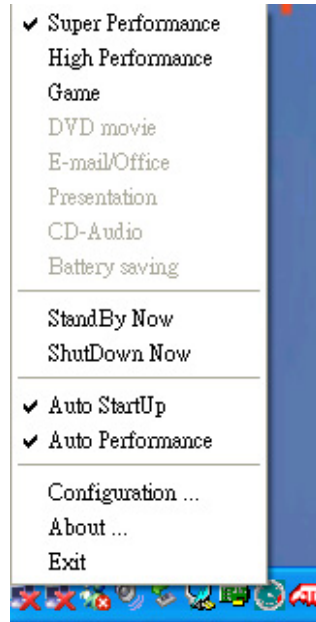 Super Performance
High Performance
Game
DVD movie
E-mail/Office
Presentation
CD-Audio
Battery saving
StandBy Now
ShutDown Now
Auto StartUp
Auto Performance
Configuration ...
About ...
Exit